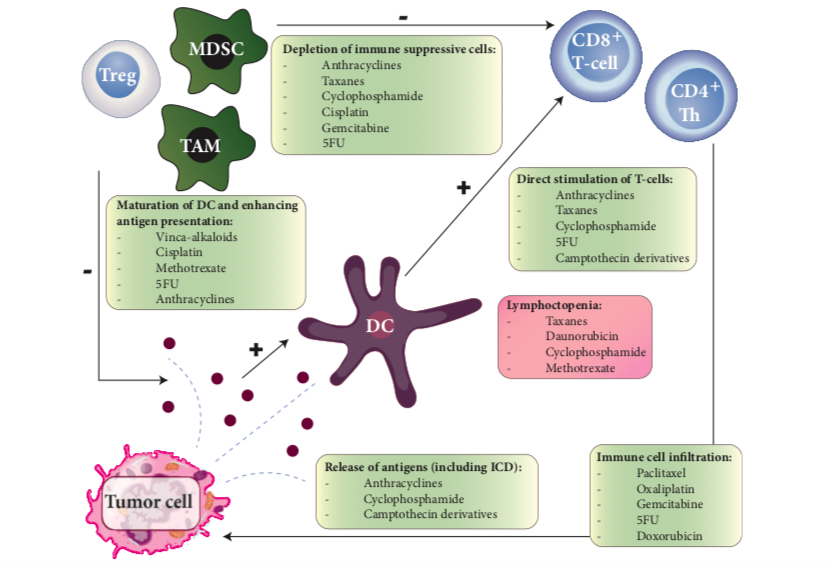 -
MDSC
Treg
TAM
CD8+
T-cell
CD4+
Th
Depletion of immune suppressive cells:
- Anthracyclines
- Taxanes
- Cyclophosphamide
- Cisplatin
- Gemcitabine
- 5FU
Direct stimulation of T-cells:
- Anthracyclines
- Taxanes
- Cyclophosphamide
- 5FU
- Camptothecin derivatives
+
Maturation of DC and enhancing
antigen presentation:
- Vinca-alkaloids
- Cisplatin
- Methotrexate
- 5FU
- Anthracyclines
-
DC
+
Lymphoctopenia:
- Taxanes
- Daunorubicin
- Cyclophosphamide
- Methotrexate
Tumor cell
Release of antigens (including ICD):
- Anthracyclines
- Cyclophosphamide
- Camptothecin derivatives
Immune cell infiltration:
- Paclitaxel
- Oxaliplatin
- Gemcitabine
- 5FU
- Doxorubicin